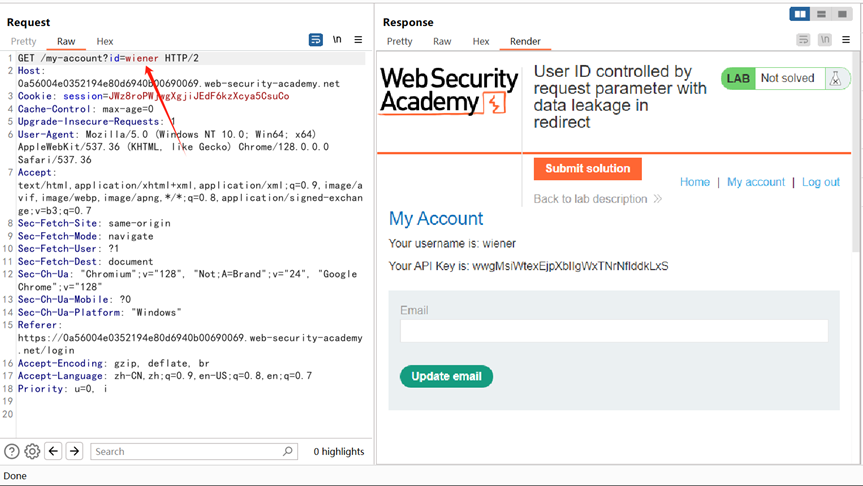 Request
Pretty Raw Hex
\n
1 GET /my-account?id=wiener HTTP/2
2 Host:
0a56004e0352194e80d6940b00690069.web-security-academy.net
3 Cookie: session=
4 Cache-Control: max-age=0
5 Upgrade-Insecure-Requests: 1
6 User-Agent: Mozilla/5.0 (Windows NT 10.0; Win64; x64)
AppleWebKit/537.36 (KHTML, like Gecko) Chrome/128.0.0.0
Safari/537.36
7 Accept:
text/html,application/xhtml+xml,application/xml;q=0.9,image/a
vif,image/webp,image/apng,*/*;q=0.8,application/signed-exchan
ge;v=b3;q=0.7
8 Sec-Fetch-Site: same-origin
9 Sec-Fetch-Mode: navigate
10 Sec-Fetch-User: ?1
11 Sec-Fetch-Dest: document
12 Sec-Ch-Ua: "Chromium";v="128", "Not;A=Brand";v="24", "Google
Chrome";v="128"
13 Sec-Ch-Ua-Mobile: ?0
14 Sec-Ch-Ua-Platform: "Windows"
15 Referer:
https://0a56004e0352194e80d6940b00690069.web-security-academy
.net/login
16 Accept-Encoding: gzip, deflate, br
17 Accept-Language: zh-CN,zh;q=0.9,en-US;q=0.8,en;q=0.7
18 Priority: u=0, i
19
20
Search
0 highlights
Done
Response
Pretty Raw Hex Render
\n
Web Security
Academy
User ID controlled by
request parameter with
data leakage in
redirect
LAB Not solved
Submit solution
Back to lab description
Home | My account | Log out
My Account
Your username is: wiener
Your API Key is:
Email
Update email